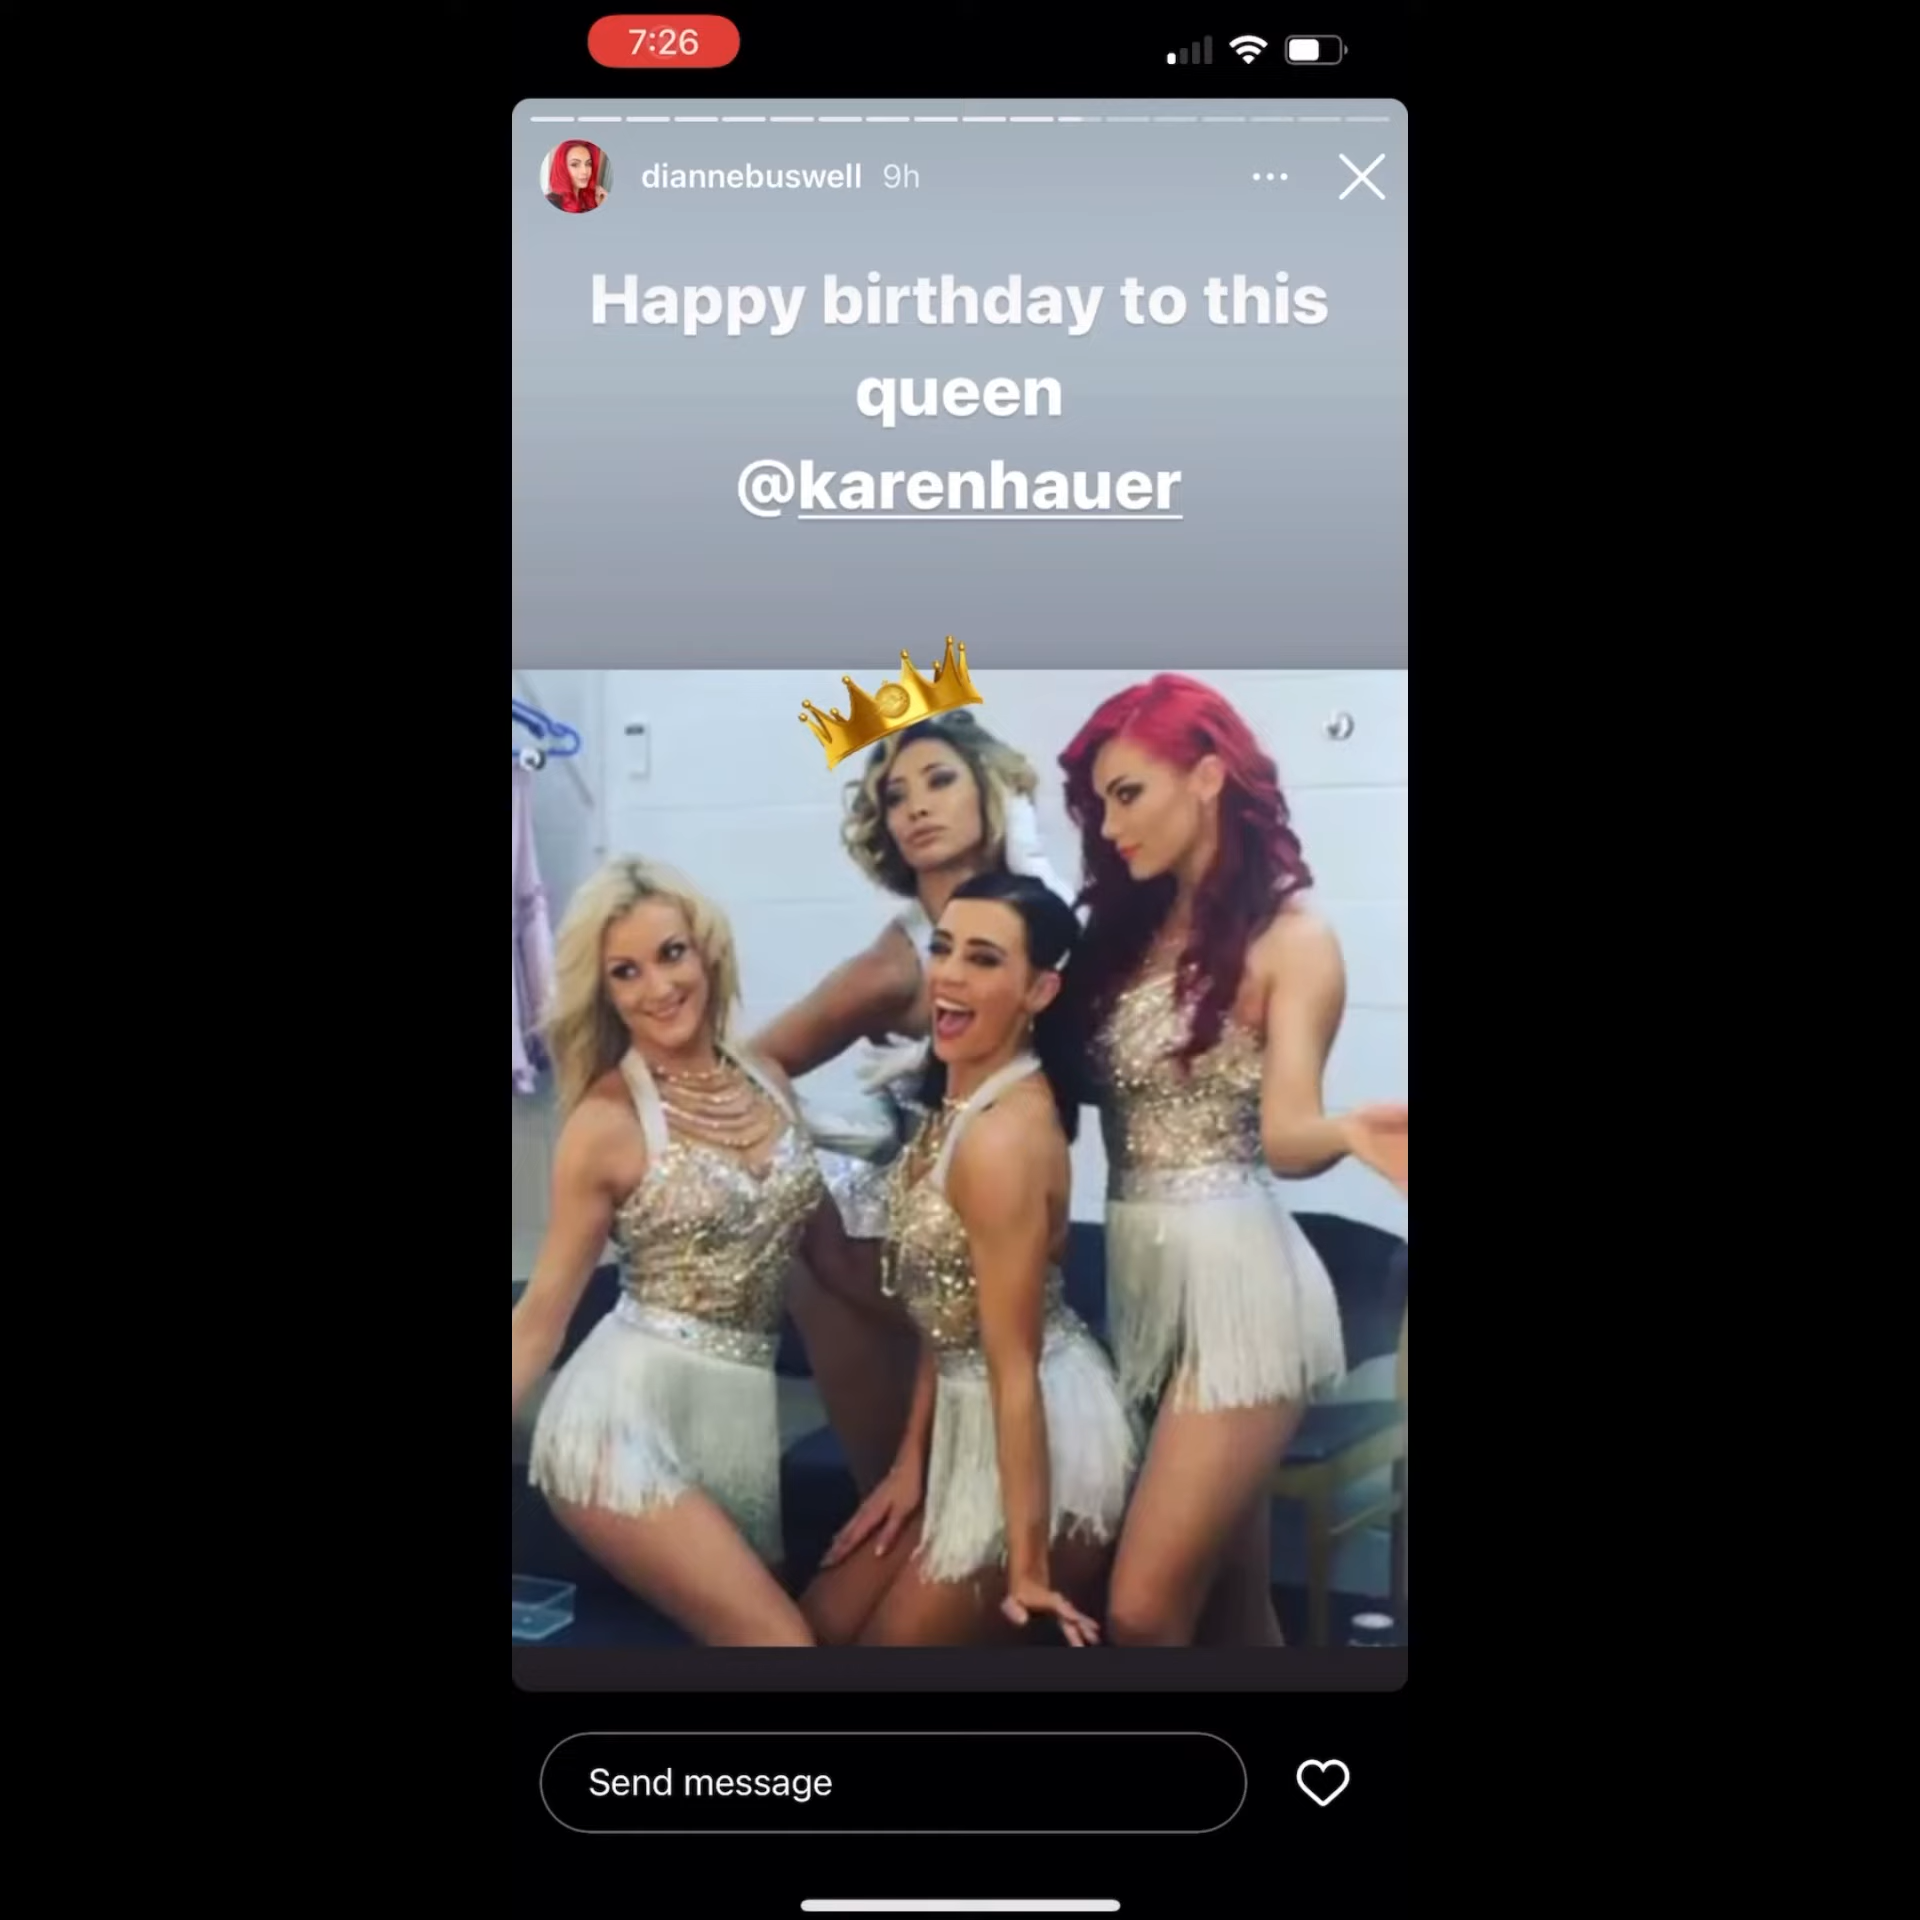 7:26
diannebuswell 9h
Happy birthday to this
queen
@karenhauer
Send message